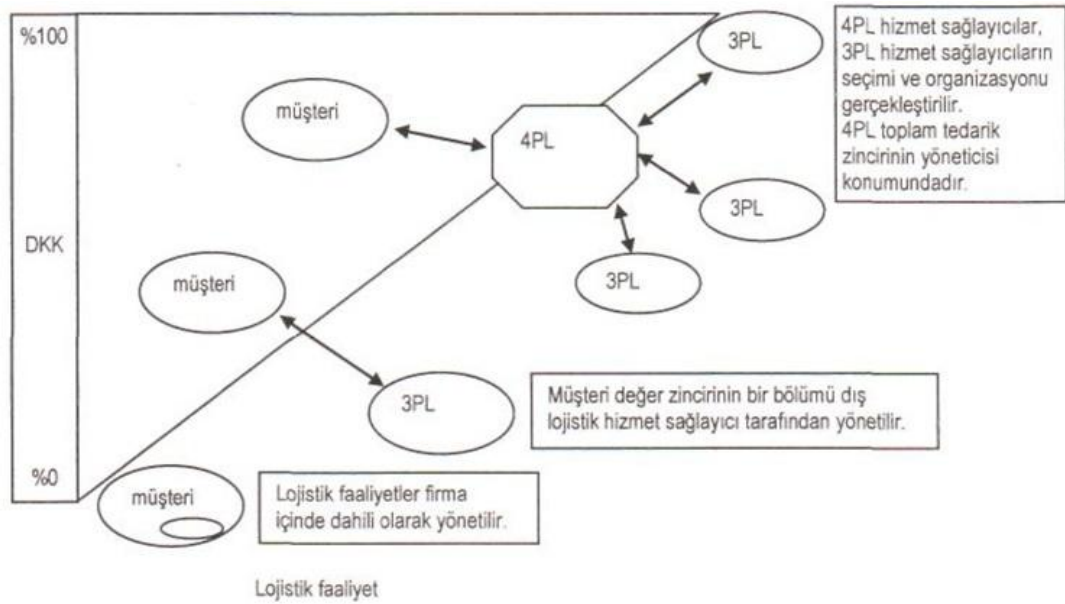 %100
3PL
4PL hizmet sağlayıcılar,
3PL hizmet sağlayıcıların
seçimi ve organizasyonu
gerçekleştirilir.
4PL toplam tedarik
zincirinin yöneticisi
konumundadır.
müşteri
4PL
3PL
DKK
3PL
müşteri
3PL
Müşteri değer zincirinin bir bölümü dış
lojistik hizmet sağlayıcı tarafından yönetilir.
%0
müşteri
Lojistik faaliyetler firma
içinde dahili olarak yönetilir.
Lojistik faaliyet